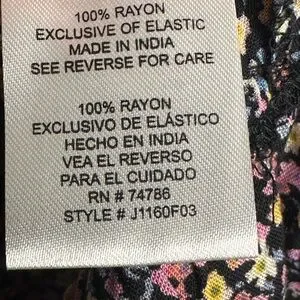 100% RAYON
EXCLUSIVE OF ELASTIC
MADE IN INDIA
SEE REVERSE FOR CARE
100% RAYON
EXCLUSIVO DE ELÁSTICO
HECHO EN INDIA
VEA EL REVERSO
PARA EL CUIDADO
RN # 74786
STYLE # J1160F03